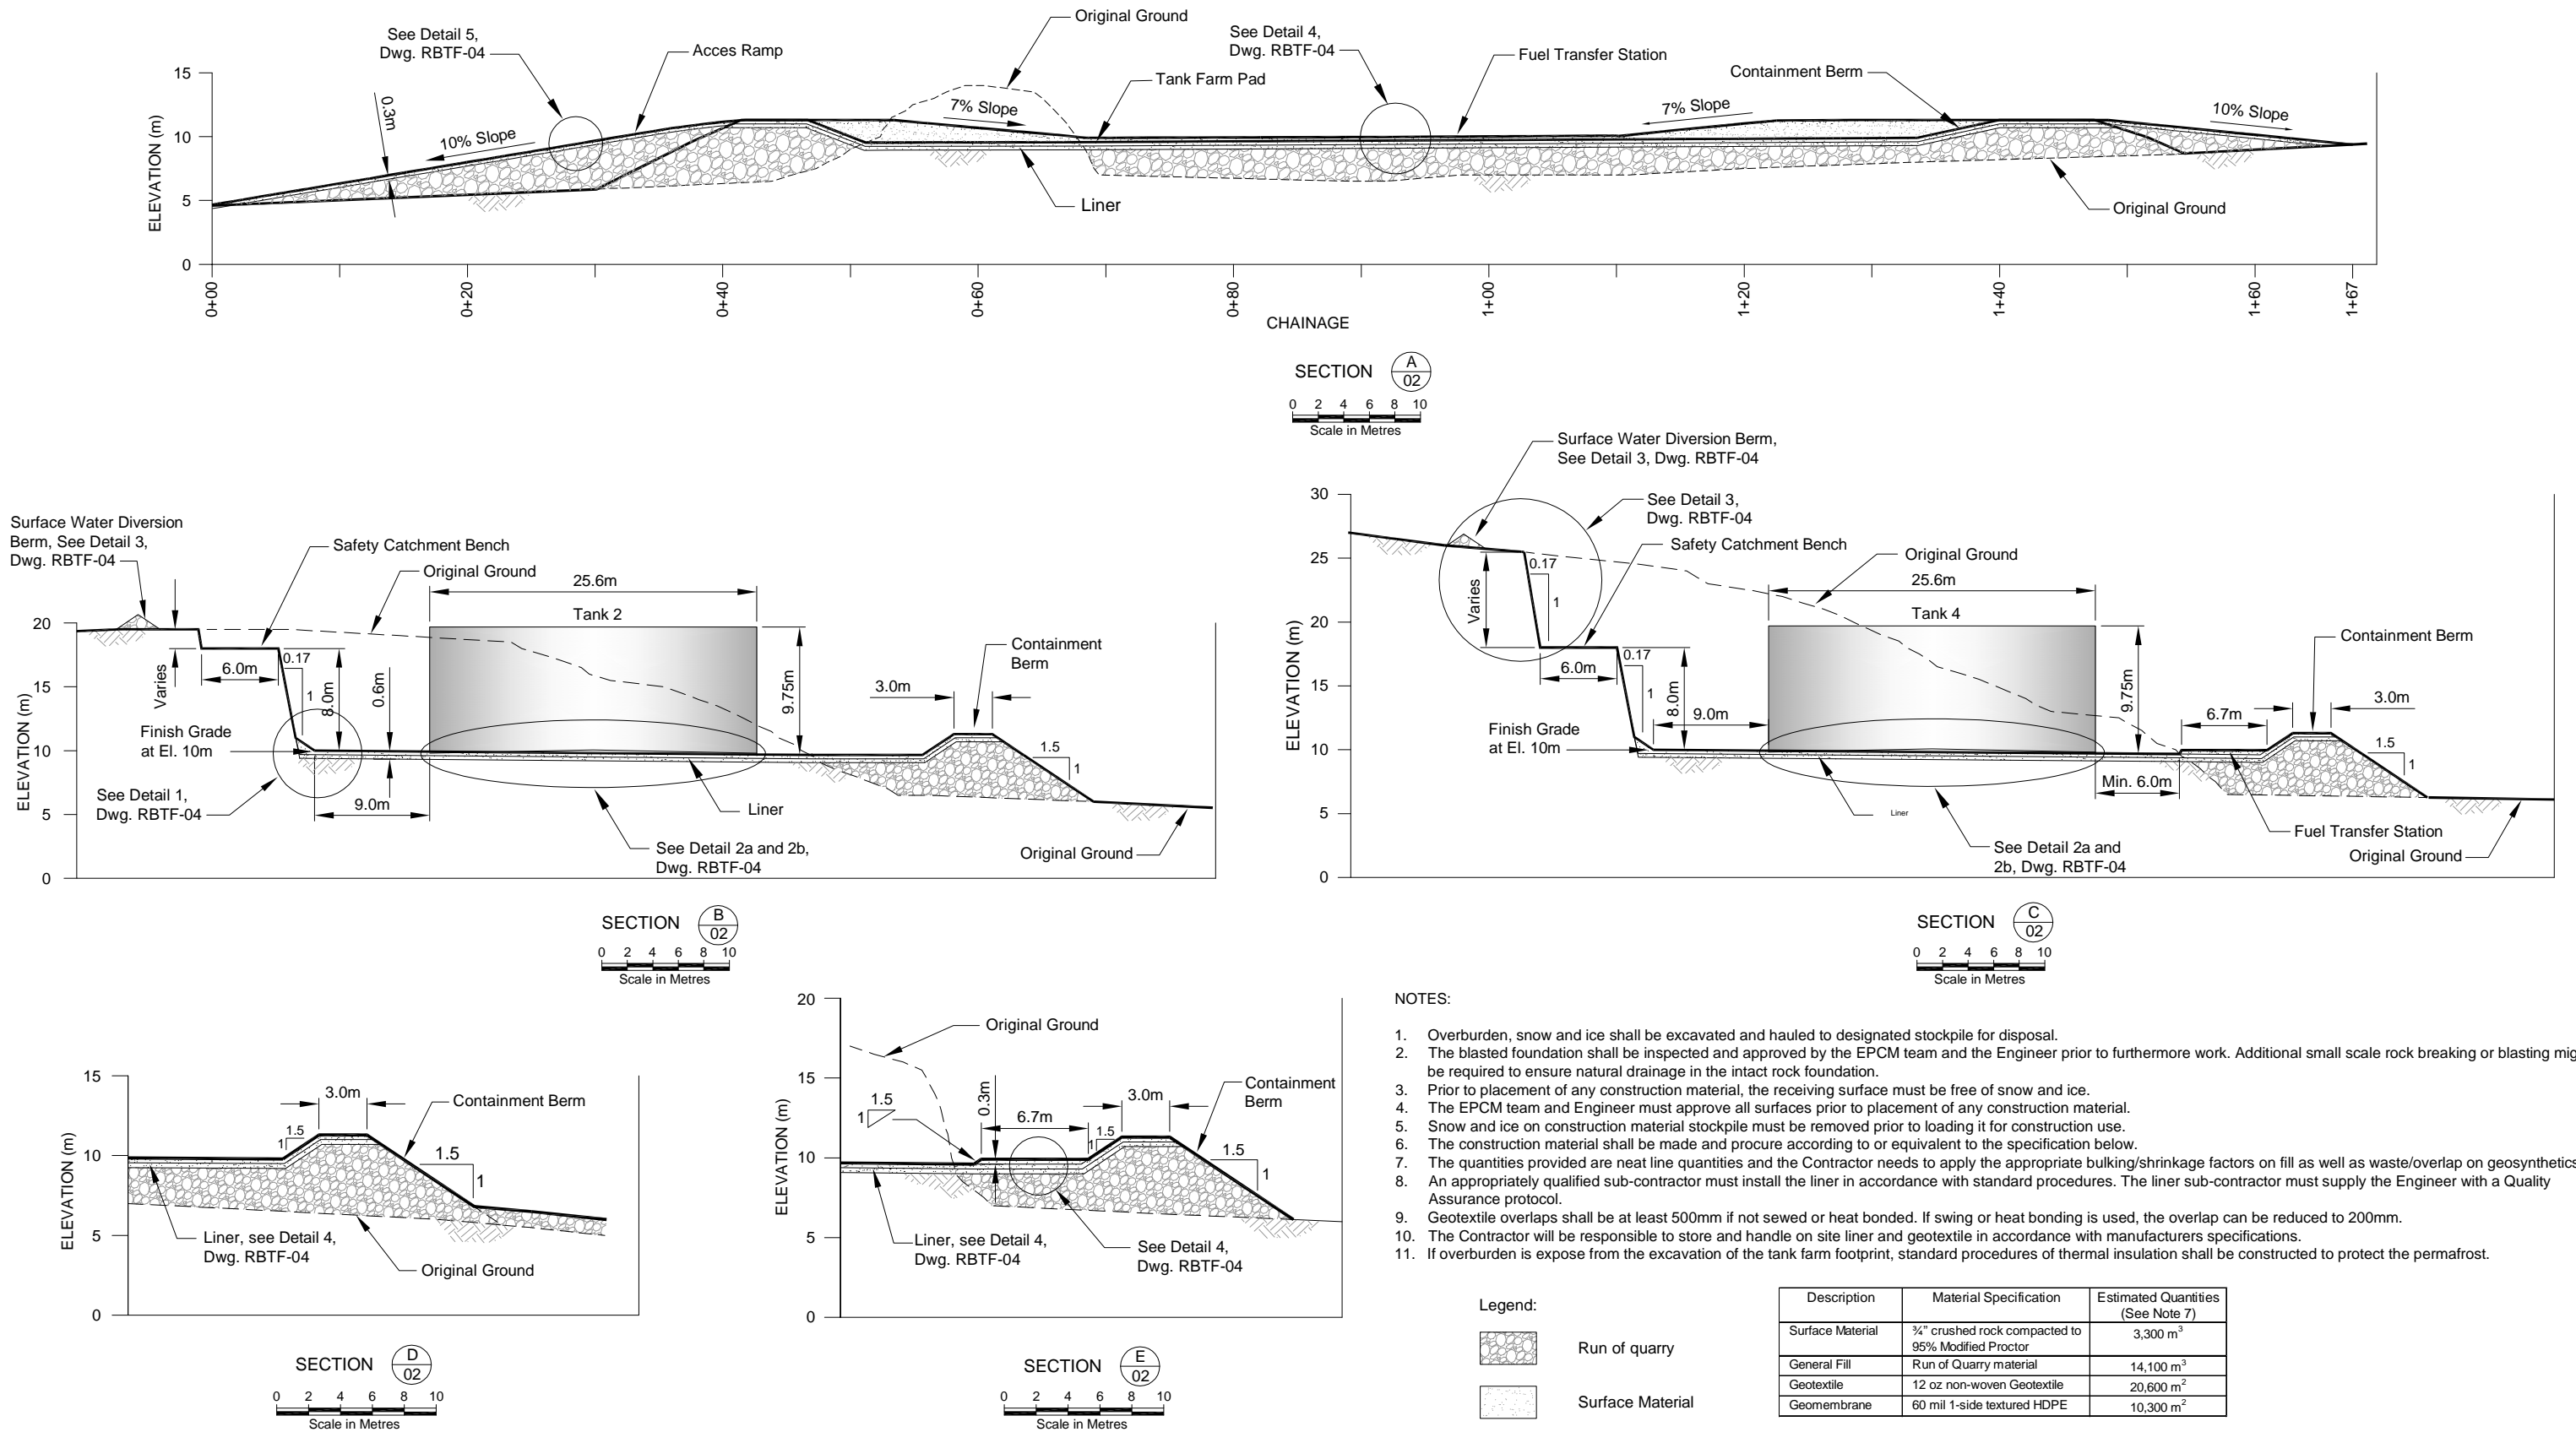 Original Ground
See Detail 5,
Dwg. RBTF-04
Acces Ramp
See Detail 4,
Dwg. RBTF-04
Fuel Transfer Station
Tank Farm Pad
Containment Berm
ELEVATION (m)
15
10
5
0
0.3m
10% Slope
7% Slope
7% Slope
10% Slope
Liner
Original Ground
0+00
0+20
0+40
0+60
0+80
1+00
1+20
1+40
1+60
1+67
CHAINAGE
SECTION A
02
0 2 4 6 8 10
Scale in Metres
Surface Water Diversion
Berm, See Detail 3,
Dwg. RBTF-04
Safety Catchment Bench
Original Ground
25.6m
Tank 2
ELEVATION (m)
20
15
10
5
0
Varies
6.0m
0.17
1
8.0m
0.6m
9.75m
3.0m
Containment
Berm
1.5
1
Finish Grade
at El. 10m
See Detail 1,
Dwg. RBTF-04
9.0m
Liner
See Detail 2a and 2b,
Dwg. RBTF-04
Original Ground
SECTION B
02
0 2 4 6 8 10
Scale in Metres
Surface Water Diversion Berm,
See Detail 3, Dwg. RBTF-04
See Detail 3,
Dwg. RBTF-04
Safety Catchment Bench
Original Ground
25.6m
Tank 4
ELEVATION (m)
30
25
20
15
10
5
0
0.17
1
Varies
6.0m
0.17
1
8.0m
9.0m
9.75m
6.7m
3.0m
Containment Berm
1.5
1
Finish Grade
at El. 10m
Min. 6.0m
Liner
Fuel Transfer Station
See Detail 2a and
2b, Dwg. RBTF-04
Original Ground
SECTION C
02
0 2 4 6 8 10
Scale in Metres
ELEVATION (m)
15
10
5
0
3.0m
Containment Berm
1.5
1
1.5
1
Liner, see Detail 4,
Dwg. RBTF-04
Original Ground
SECTION D
02
0 2 4 6 8 10
Scale in Metres
ELEVATION (m)
20
15
10
5
0
Original Ground
1.5
1
0.3m
6.7m
3.0m
1.5
1
Containment
Berm
1.5
1
Liner, see Detail 4,
Dwg. RBTF-04
See Detail 4,
Dwg. RBTF-04
SECTION E
02
0 2 4 6 8 10
Scale in Metres
NOTES:
1. Overburden, snow and ice shall be excavated and hauled to designated stockpile for disposal.
2. The blasted foundation shall be inspected and approved by the EPCM team and the Engineer prior to furthermore work. Additional small scale rock breaking or blasting mig
be required to ensure natural drainage in the intact rock foundation.
3. Prior to placement of any construction material, the receiving surface must be free of snow and ice.
4. The EPCM team and Engineer must approve all surfaces prior to placement of any construction material.
5. Snow and ice on construction material stockpile must be removed prior to loading it for construction use.
6. The construction material shall be made and procure according to or equivalent to the specification below.
7. The quantities provided are neat line quantities and the Contractor needs to apply the appropriate bulking/shrinkage factors on fill as well as waste/overlap on geosynthetics
8. An appropriately qualified sub-contractor must install the liner in accordance with standard procedures. The liner sub-contractor must supply the Engineer with a Quality
Assurance protocol.
9. Geotextile overlaps shall be at least 500mm if not sewed or heat bonded. If swing or heat bonding is used, the overlap can be reduced to 200mm.
10. The Contractor will be responsible to store and handle on site liner and geotextile in accordance with manufacturers specifications.
11. If overburden is expose from the excavation of the tank farm footprint, standard procedures of thermal insulation shall be constructed to protect the permafrost.
Legend:
Run of quarry
Surface Material
Description Material Specification Estimated Quantities
(See Note 7)
Surface Material ¾" crushed rock compacted to
95% Modified Proctor 3,300 m³
General Fill Run of Quarry material 14,100 m³
Geotextile 12 oz non-woven Geotextile 20,600 m²
Geomembrane 60 mil 1-side textured HDPE 10,300 m²